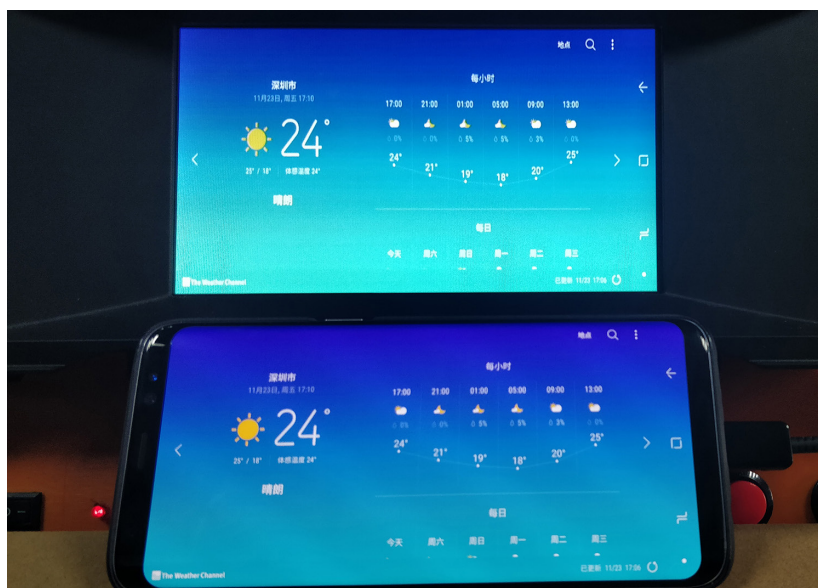 地点
深圳市
11月23日, 周五 17:10
24°
25° / 18° 体感温度 24°
晴朗
每小时
17:00 21:00 01:00 05:00 09:00 13:00
0% 0% 5% 5% 3% 0%
24° 21° 19° 18° 20° 25°
每日
今天 周六 周日 周一 周二 周三
The Weather Channel
已更新 11/23 17:06
地点
深圳市
11月23日, 周五 17:10
24°
25° / 18° 体感温度 24°
晴朗
每小时
17:00 21:00 01:00 05:00 09:00 13:00
0% 0% 5% 5% 3% 0%
24° 21° 19° 18° 20° 25°
每日
今天 周六 周日 周一 周二 周三
The Weather Channel
已更新 11/23 17:06